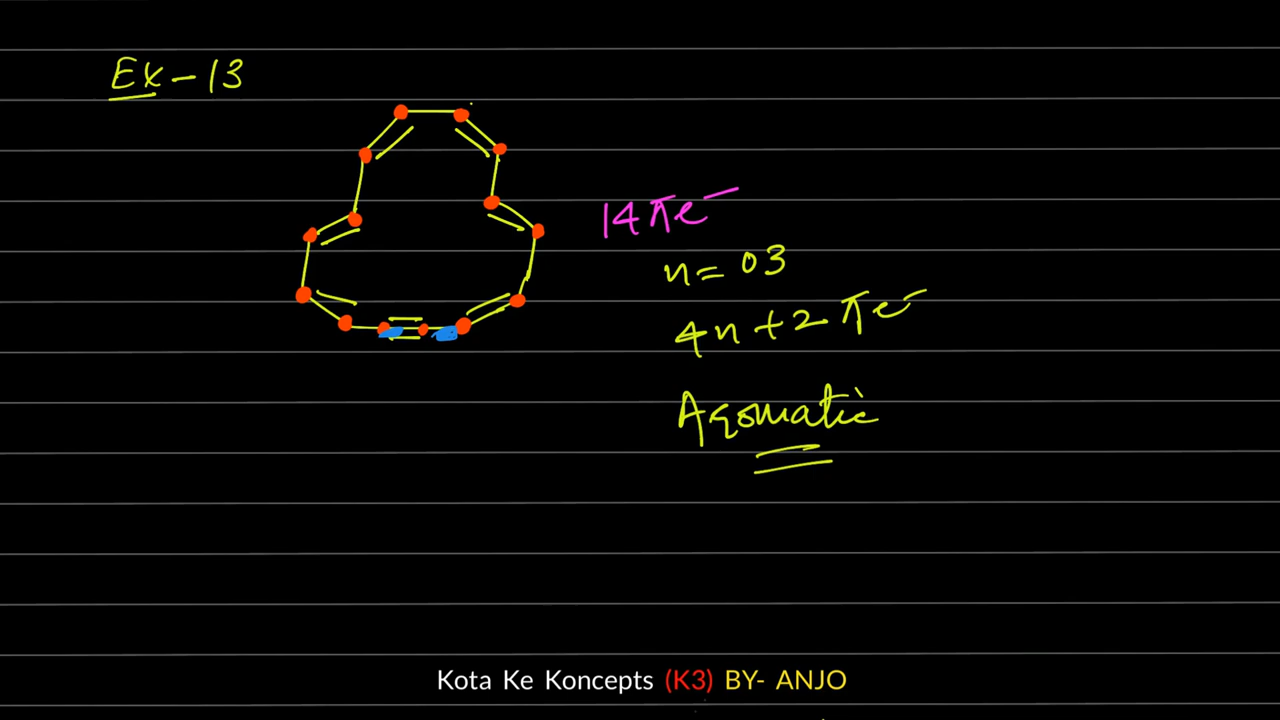 Ex-13
14πe⁻
n= 03
4n+2 πe⁻
Aromatic
Kota Ke Koncepts (K3) BY- ANJO